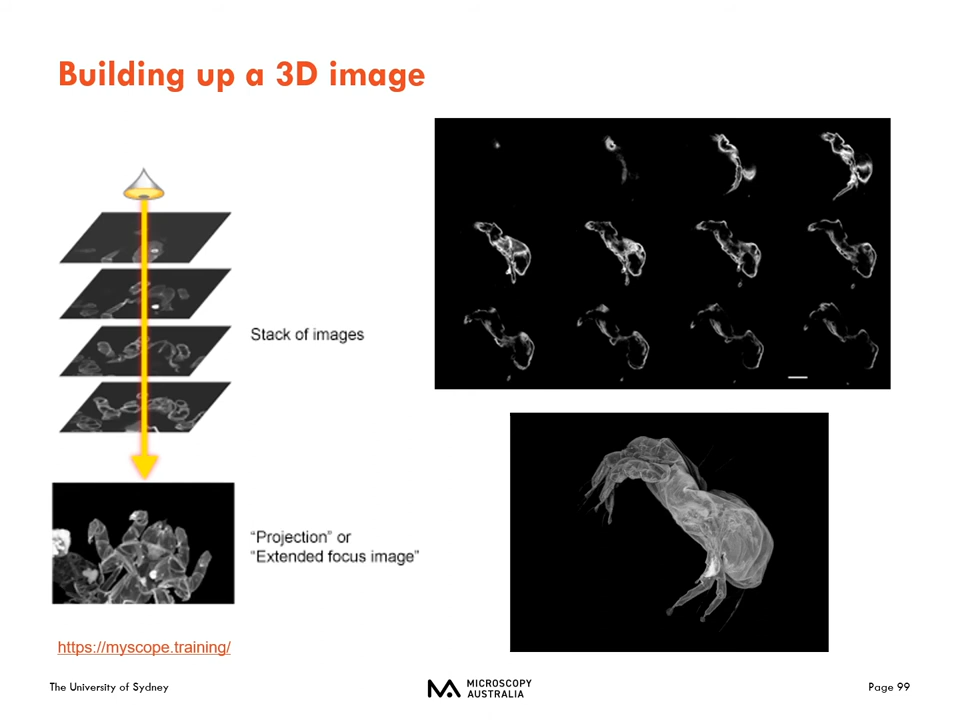 Building up a 3D image
Stack of images
“Projection” or
“Extended focus image”
https://myscope.training/
The University of Sydney
MICROSCOPY
AUSTRALIA
Page 99